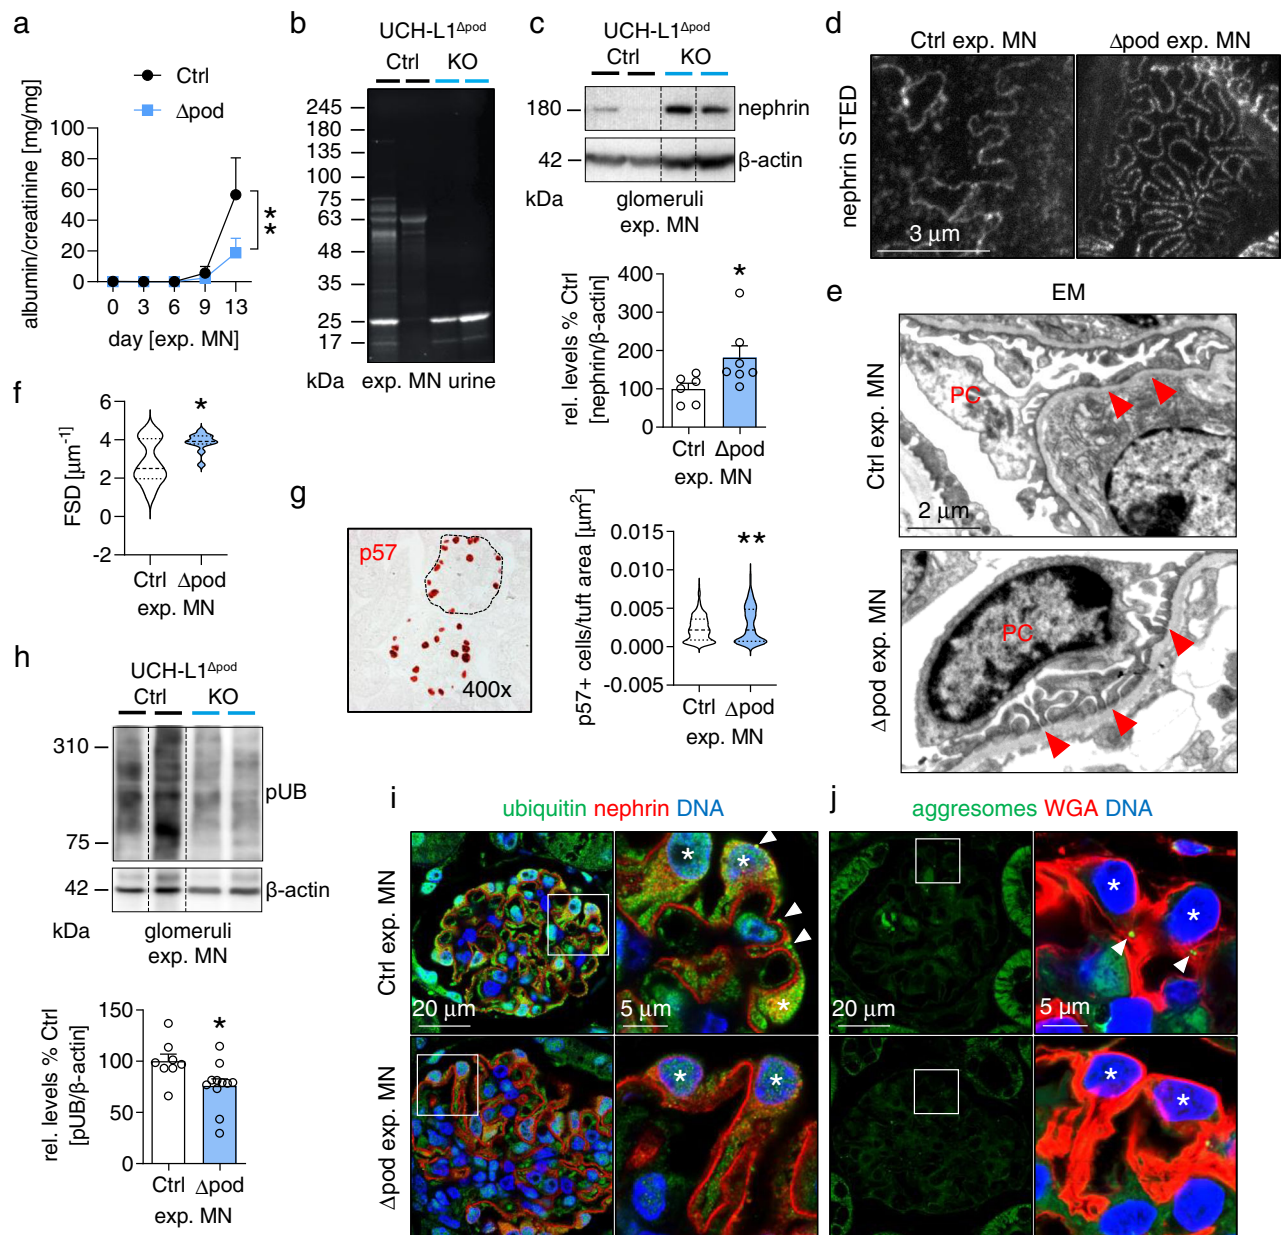 a
Ctrl
Δpod
albumin/creatinine [mg/mg]
100
80
60
40
20
0
0 3 6 9 13
day [exp. MN]
**
b
UCH-L1Δpod
Ctrl KO
245
180
135
100
75
63
48
35
25
17
kDa exp. MN urine
c
UCH-L1Δpod
Ctrl KO
180 nephrin
42 β-actin
kDa glomeruli
exp. MN
rel. levels % Ctrl
[nephrin/β-actin]
400
300
200
100
0
*
Ctrl Δpod
exp. MN
d
Ctrl exp. MN Δpod exp. MN
nephrin STED
3 μm
e
EM
Ctrl exp. MN
PC
2 μm
Δpod exp. MN
PC
f
FSD [μm⁻¹]
6
4
2
0
-2
*
Ctrl Δpod
exp. MN
g
p57
400x
p57+ cells/tuft area [μm²]
0.015
0.010
0.005
0.000
-0.005
**
Ctrl Δpod
exp. MN
h
UCH-L1Δpod
Ctrl KO
310
pUB
75
42 β-actin
kDa glomeruli
exp. MN
rel. levels % Ctrl
[pUB/β-actin]
150
100
50
0
*
Ctrl Δpod
exp. MN
i
ubiquitin nephrin DNA
Ctrl exp. MN
20 μm
* * *
5 μm
Δpod exp. MN
* *
j
aggresomes WGA DNA
20 μm
* *
5 μm
* *